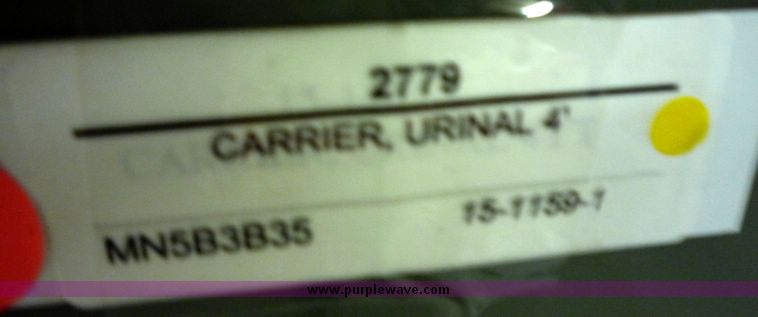 2779
CARRIER, URINAL 4'
MN5B3B35
15-1159-1
www.purplewave.com